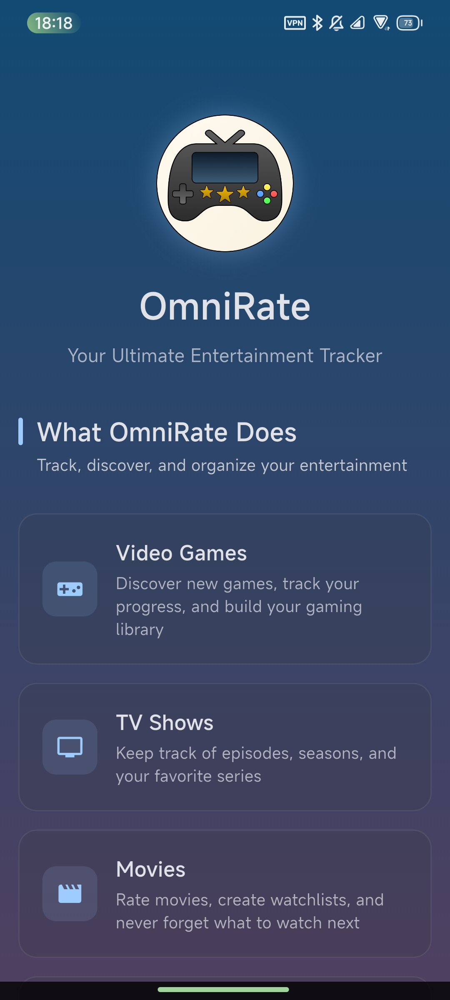 18:18
VPN
73
OmniRate
Your Ultimate Entertainment Tracker
What OmniRate Does
Track, discover, and organize your entertainment
Video Games
Discover new games, track your
progress, and build your gaming
library
TV Shows
Keep track of episodes, seasons, and
your favorite series
Movies
Rate movies, create watchlists, and
never forget what to watch next